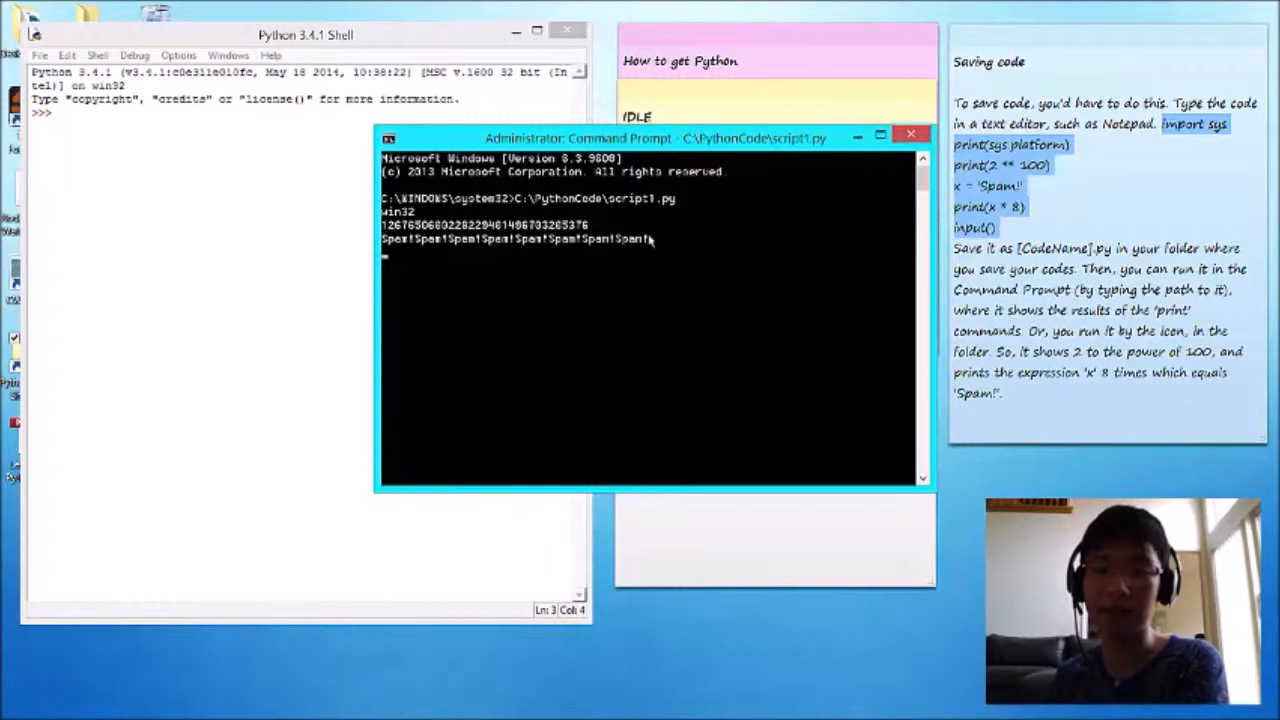 Python 3.4.1 Shell
File Edit Shell Debug Options Windows Help
Python 3.4.1 (v3.4.1:c0e311e010fc, May 18 2014, 10:38:22) [MSC v.1600 32 bit (In
tel)] on win32
Type "copyright", "credits" or "license()" for more information.
>>>
Ln: 3 Col: 4
How to get Python
IDLE
Administrator: Command Prompt - C:\PythonCode\script1.py
Microsoft Windows [Version 6.3.9600]
(c) 2013 Microsoft Corporation. All rights reserved.
C:\WINDOWS\system32>C:\PythonCode\script1.py
win32
1267650600228229401496703205376
Spam!Spam!Spam!Spam!Spam!Spam!Spam!Spam!
Saving code
To save code, you'd have to do this. Type the code
in a text editor, such as Notepad. import sys
print(sys.platform)
print(2 ** 100)
x = 'Spam!'
print(x * 8)
input()
Save it as [CodeName].py in your folder where
you save your codes. Then, you can run it in the
Command Prompt (by typing the path to it),
where it shows the results of the 'print'
commands. Or, you run it by the icon, in the
folder. So, it shows 2 to the power of 100, and
prints the expression 'x' 8 times which equals
'Spam!'.